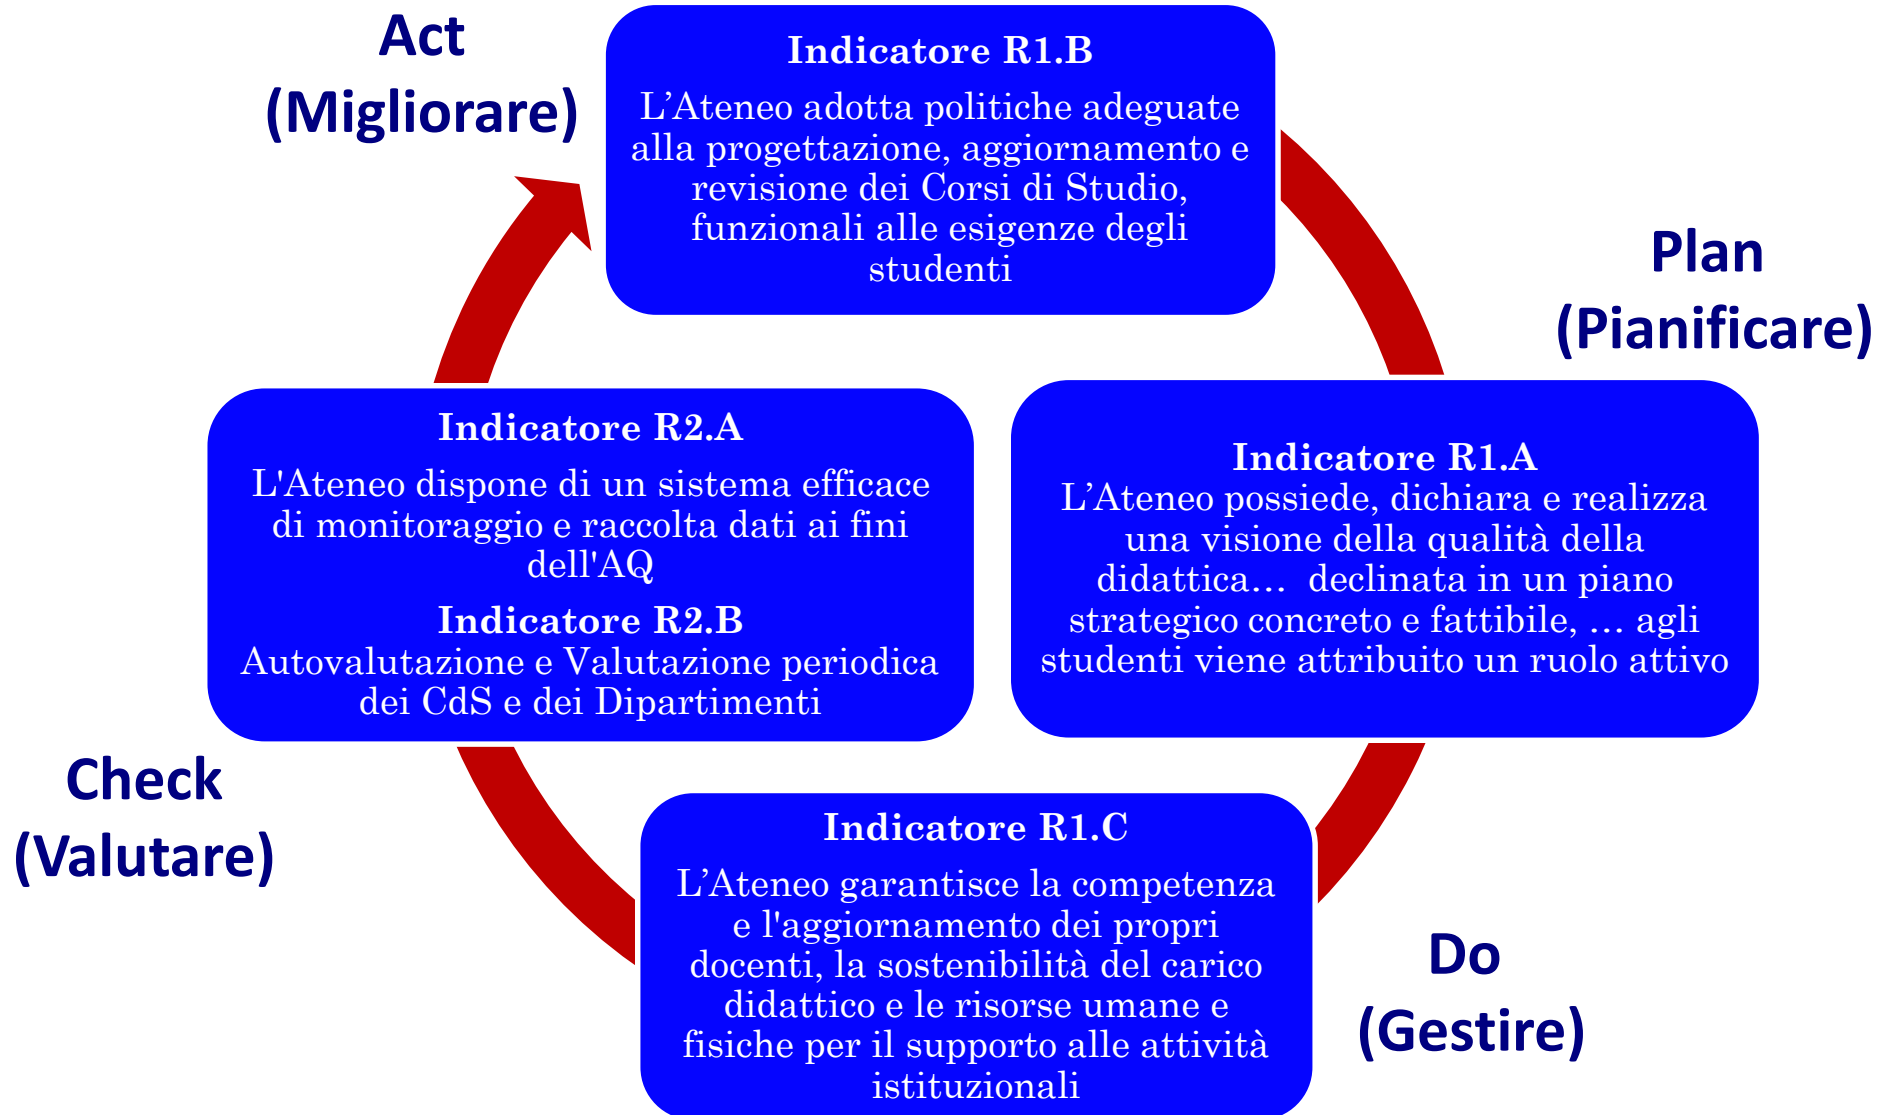 Act
(Migliorare)
Indicatore R1.B
L’Ateneo adotta politiche adeguate
alla progettazione, aggiornamento e
revisione dei Corsi di Studio,
funzionali alle esigenze degli
studenti
Plan
(Pianificare)
Indicatore R1.A
L’Ateneo possiede, dichiara e realizza
una visione della qualità della
didattica… declinata in un piano
strategico concreto e fattibile, … agli
studenti viene attribuito un ruolo attivo
Do
(Gestire)
Indicatore R1.C
L’Ateneo garantisce la competenza
e l'aggiornamento dei propri
docenti, la sostenibilità del carico
didattico e le risorse umane e
fisiche per il supporto alle attività
istituzionali
Check
(Valutare)
Indicatore R2.A
L'Ateneo dispone di un sistema efficace
di monitoraggio e raccolta dati ai fini
dell'AQ
Indicatore R2.B
Autovalutazione e Valutazione periodica
dei CdS e dei Dipartimenti